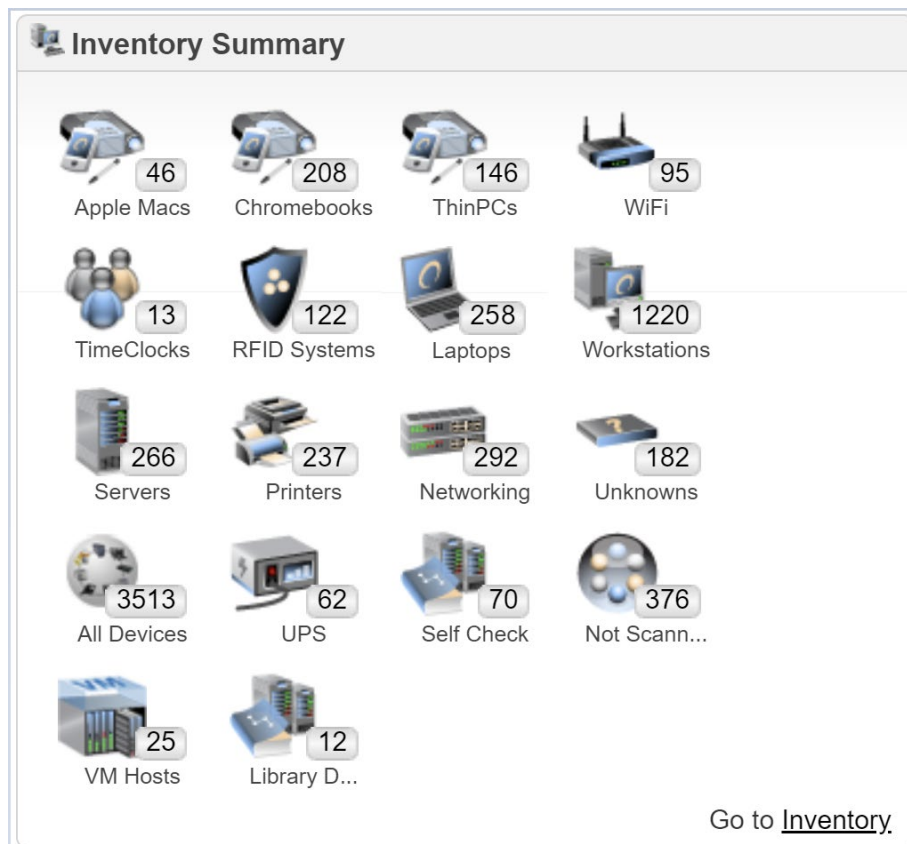 Inventory Summary
46 208 146 95
Apple Macs Chromebooks ThinPCs WiFi
13 122 258 1220
TimeClocks RFID Systems Laptops Workstations
266 237 292 182
Servers Printers Networking Unknowns
?
3513 62 70 376
All Devices UPS Self Check Not Scann...
VM
25 12
VM Hosts Library D...
Go to Inventory